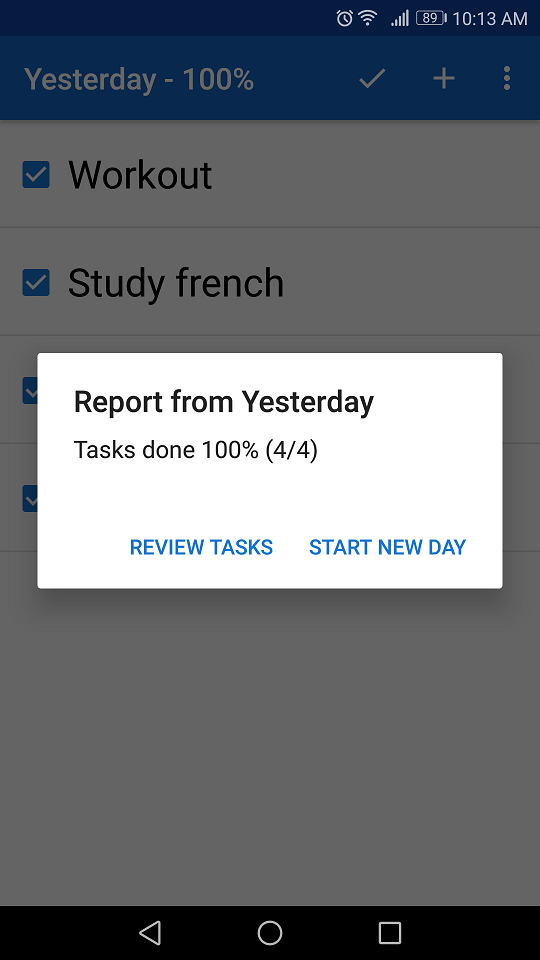 89 10:13 AM
Yesterday - 100%
Workout
Study french
Report from Yesterday
Tasks done 100% (4/4)
REVIEW TASKS START NEW DAY